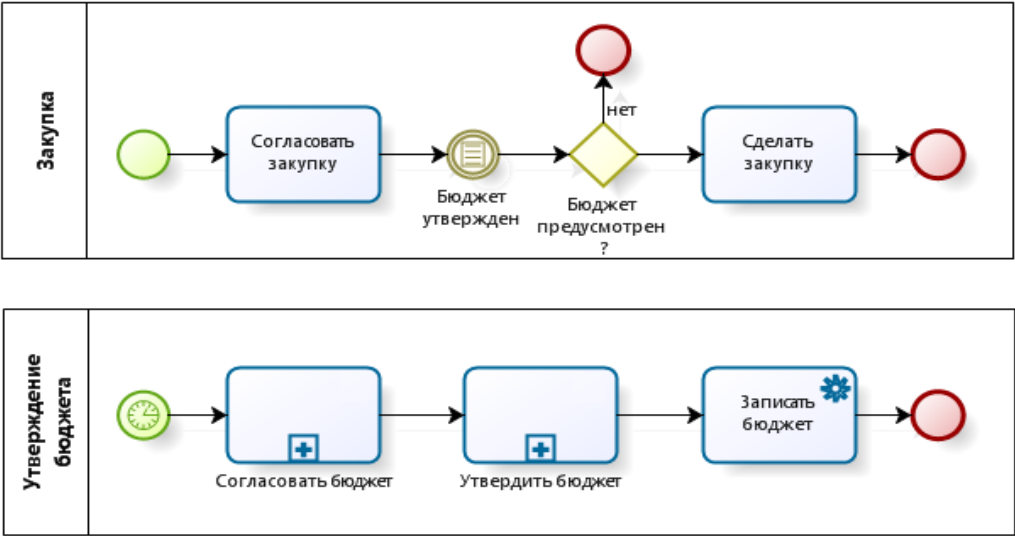 Закупка
Согласовать
закупку
Бюджет
утвержден
нет
Бюджет
предусмотрен
?
Сделать
закупку
Утверждение
бюджета
Согласовать бюджет
Утвердить бюджет
Записать
бюджет